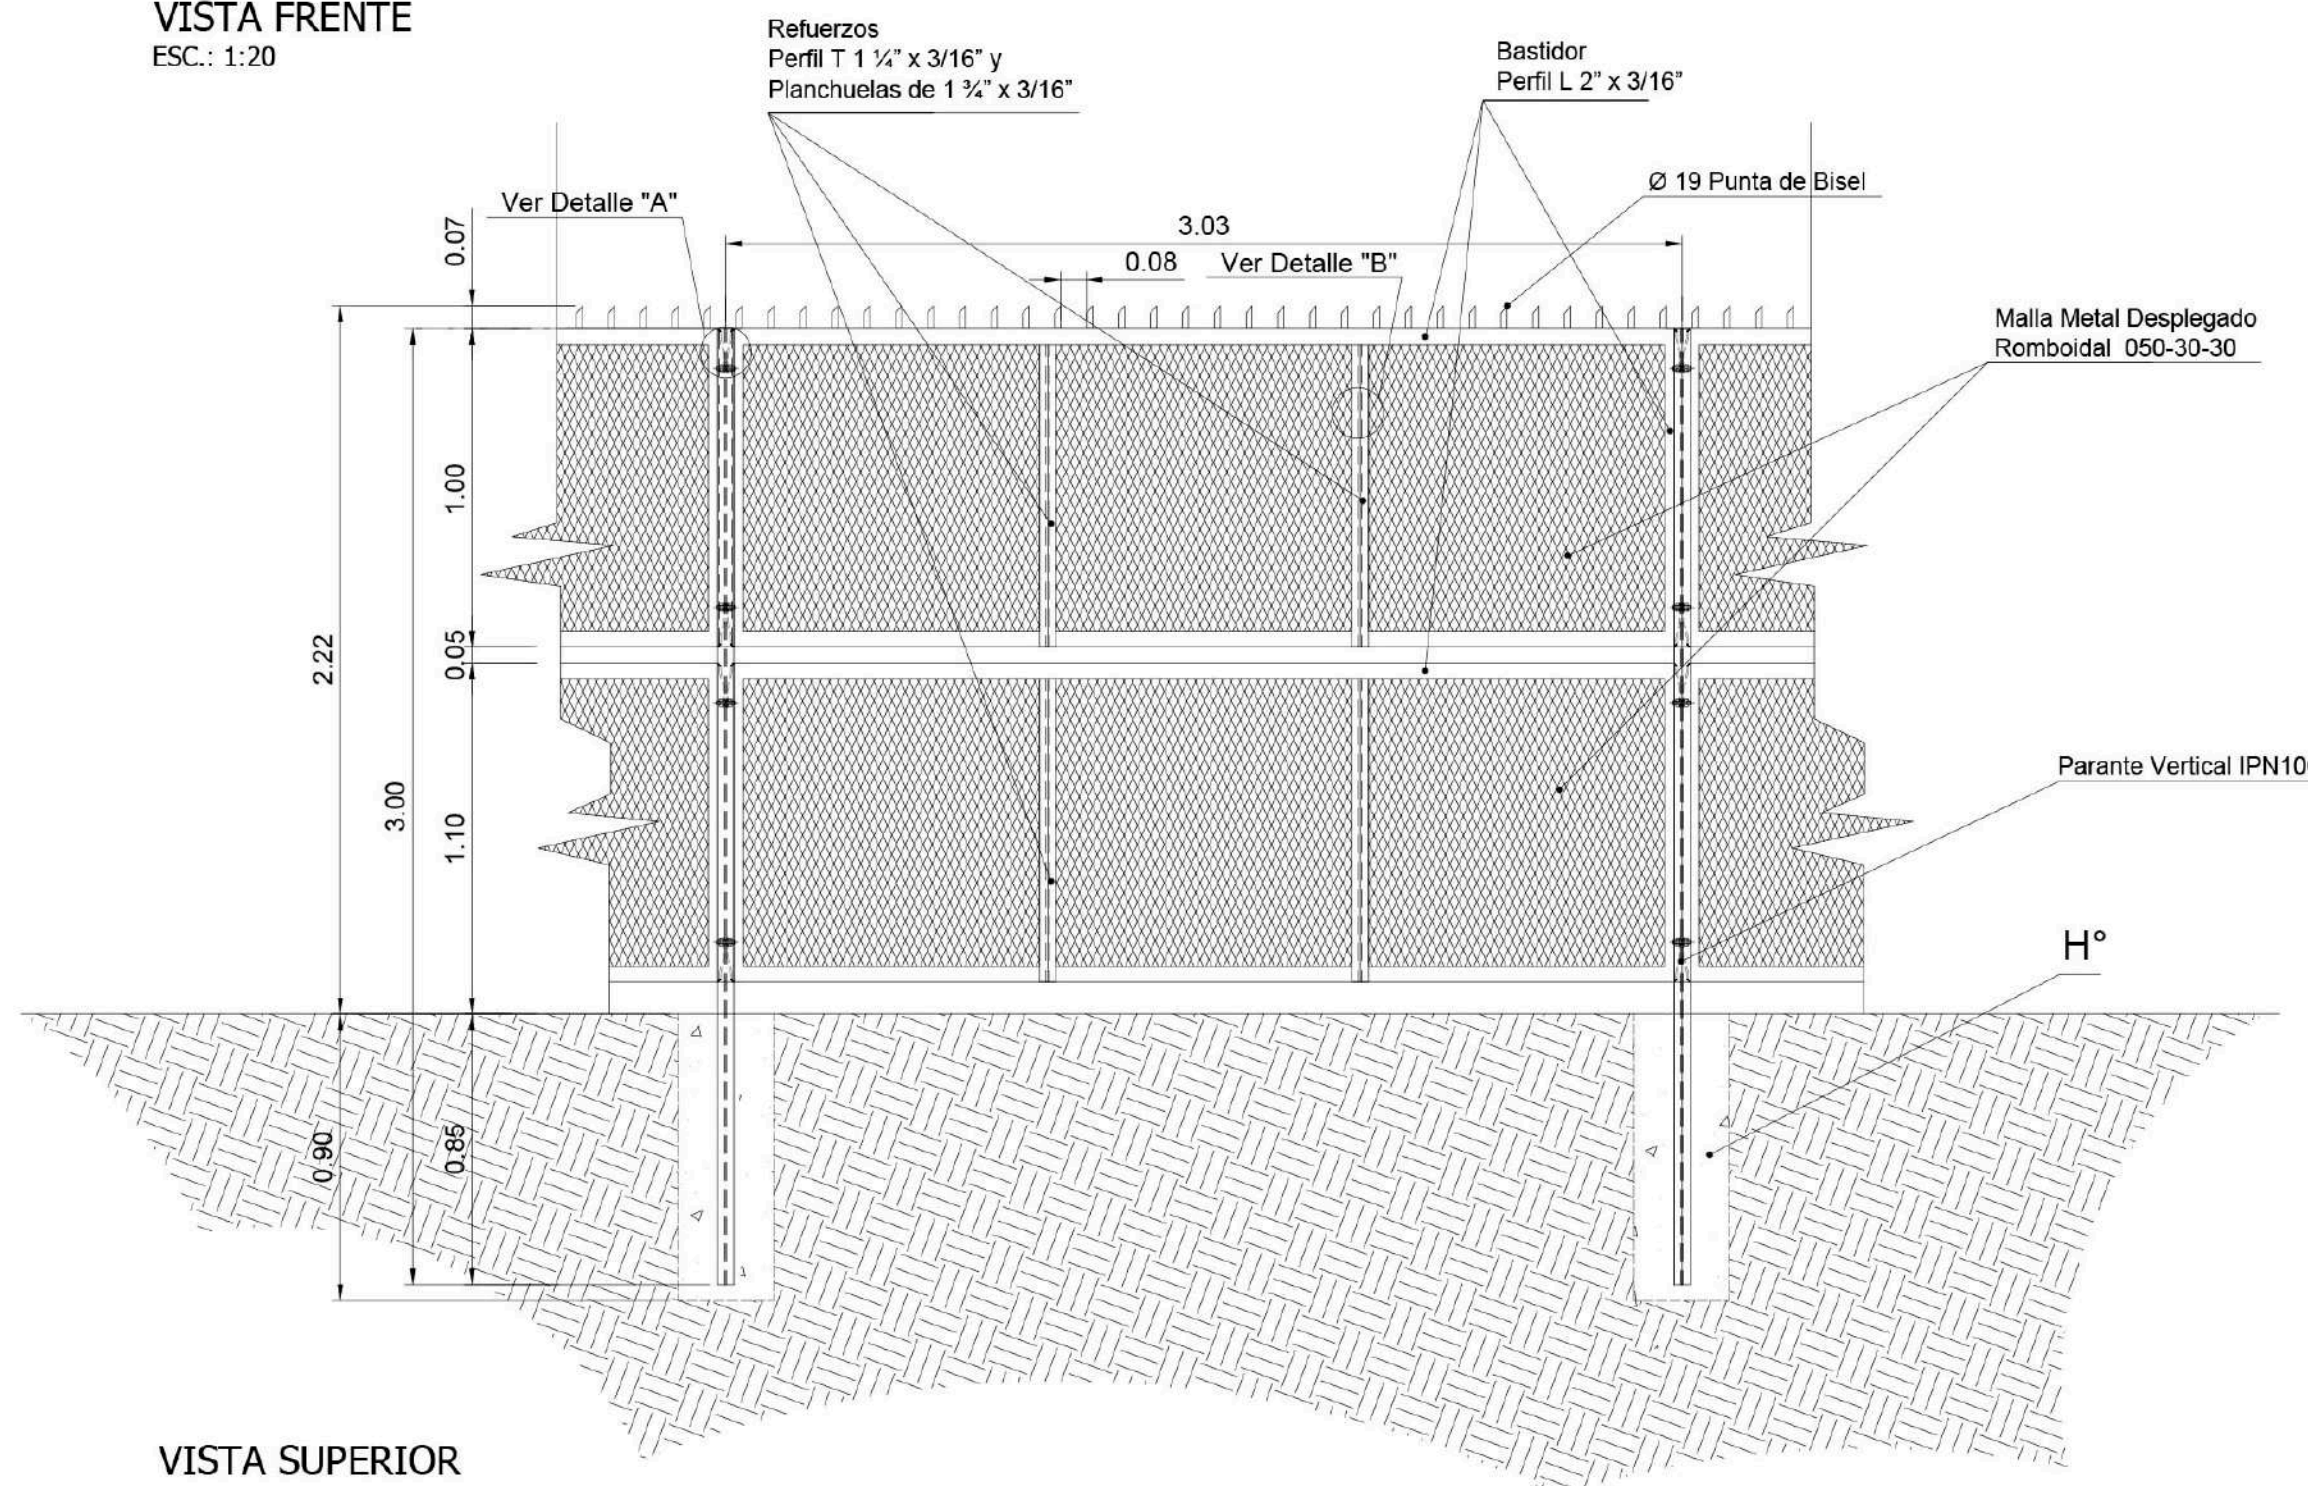 VISTA FRENTE
ESC.: 1:20
Refuerzos
Perfil T 1 ¼” x 3/16” y
Planchuelas de 1 ¾” x 3/16”
Bastidor
Perfil L 2” x 3/16”
Ø 19 Punta de Bisel
Ver Detalle "A"
0.07
3.03
0.08
Ver Detalle "B"
Malla Metal Desplegado
Romboidal 050-30-30
1.00
2.22
0.05
3.00
1.10
Parante Vertical IPN10
H°
0.90
0.85
VISTA SUPERIOR